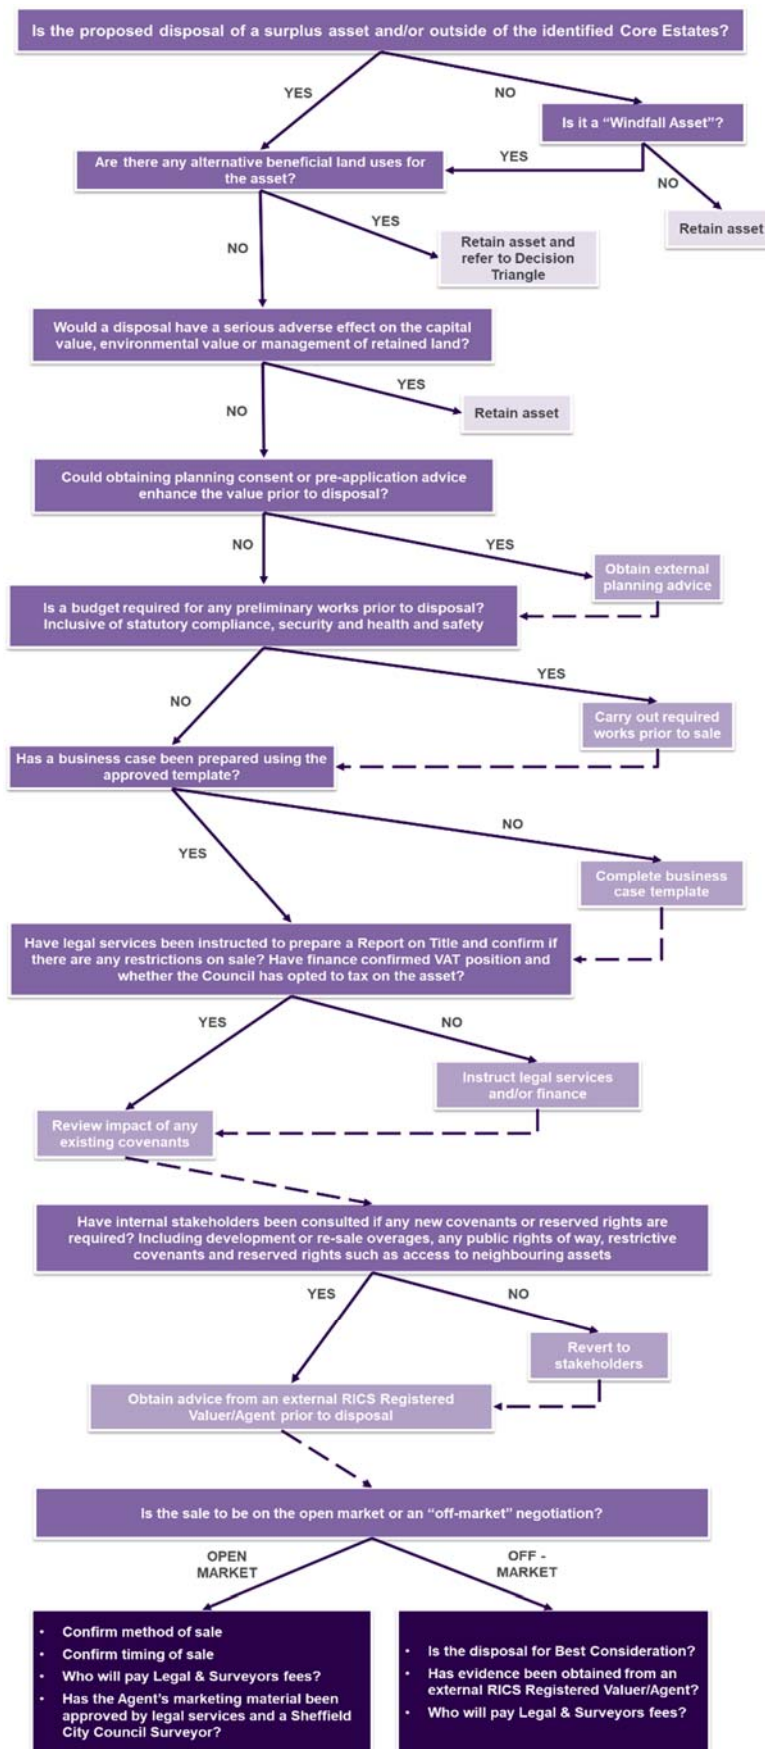 Is the proposed disposal of a surplus asset and/or outside of the identified Core Estates?
YES
NO
Is it a “Windfall Asset”?
Are there any alternative beneficial land uses for
the asset?
YES
NO
Retain asset
YES
NO
Retain asset and
refer to Decision
Triangle
Would a disposal have a serious adverse effect on the capital
value, environmental value or management of retained land?
YES
NO
Retain asset
Could obtaining planning consent or pre-application advice
enhance the value prior to disposal?
NO
YES
Obtain external
planning advice
Is a budget required for any preliminary works prior to disposal?
Inclusive of statutory compliance, security and health and safety
NO
YES
Carry out required
works prior to sale
Has a business case been prepared using the
approved template?
NO
YES
Complete business
case template
Have legal services been instructed to prepare a Report on Title and confirm if
there are any restrictions on sale? Have finance confirmed VAT position and
whether the Council has opted to tax on the asset?
YES
NO
Instruct legal services
and/or finance
Review impact of any
existing covenants
Have internal stakeholders been consulted if any new covenants or reserved rights are
required? Including development or re-sale overages, any public rights of way, restrictive
covenants and reserved rights such as access to neighbouring assets
YES
NO
Revert to
stakeholders
Obtain advice from an external RICS Registered
Valuer/Agent prior to disposal
Is the sale to be on the open market or an “off-market” negotiation?
OPEN
MARKET
OFF -
MARKET
• Confirm method of sale
• Confirm timing of sale
• Who will pay Legal & Surveyors fees?
• Has the Agent’s marketing material been
approved by legal services and a Sheffield
City Council Surveyor?
• Is the disposal for Best Consideration?
• Has evidence been obtained from an
external RICS Registered Valuer/Agent?
• Who will pay Legal & Surveyors fees?